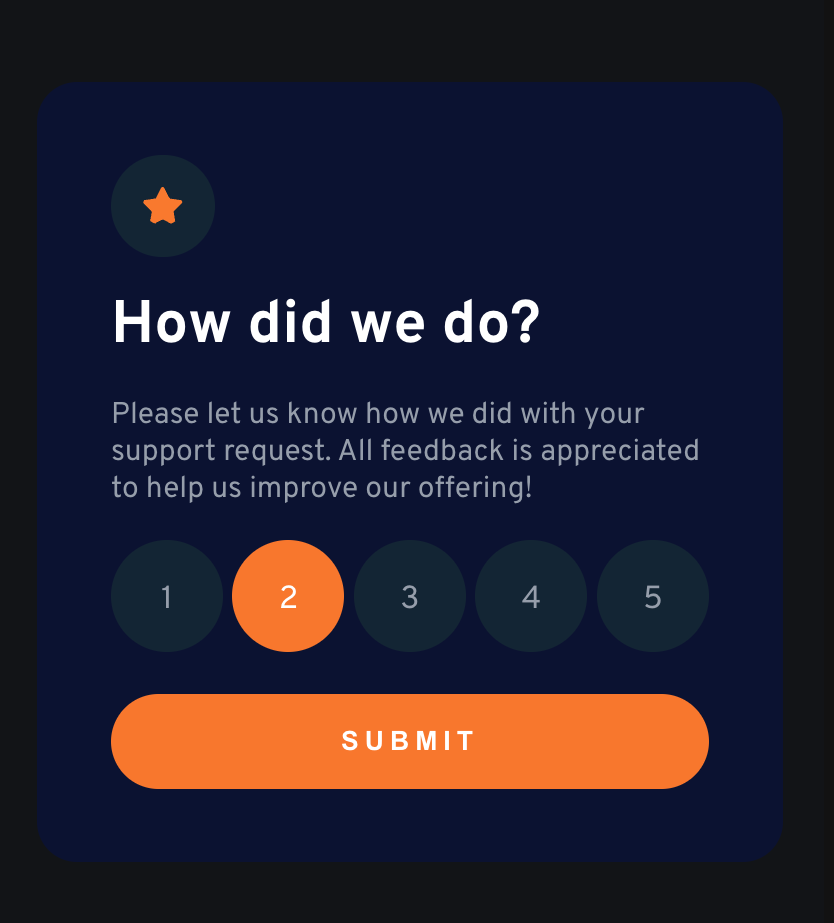 How did we do?
Please let us know how we did with your
support request. All feedback is appreciated
to help us improve our offering!
1 2 3 4 5
SUBMIT